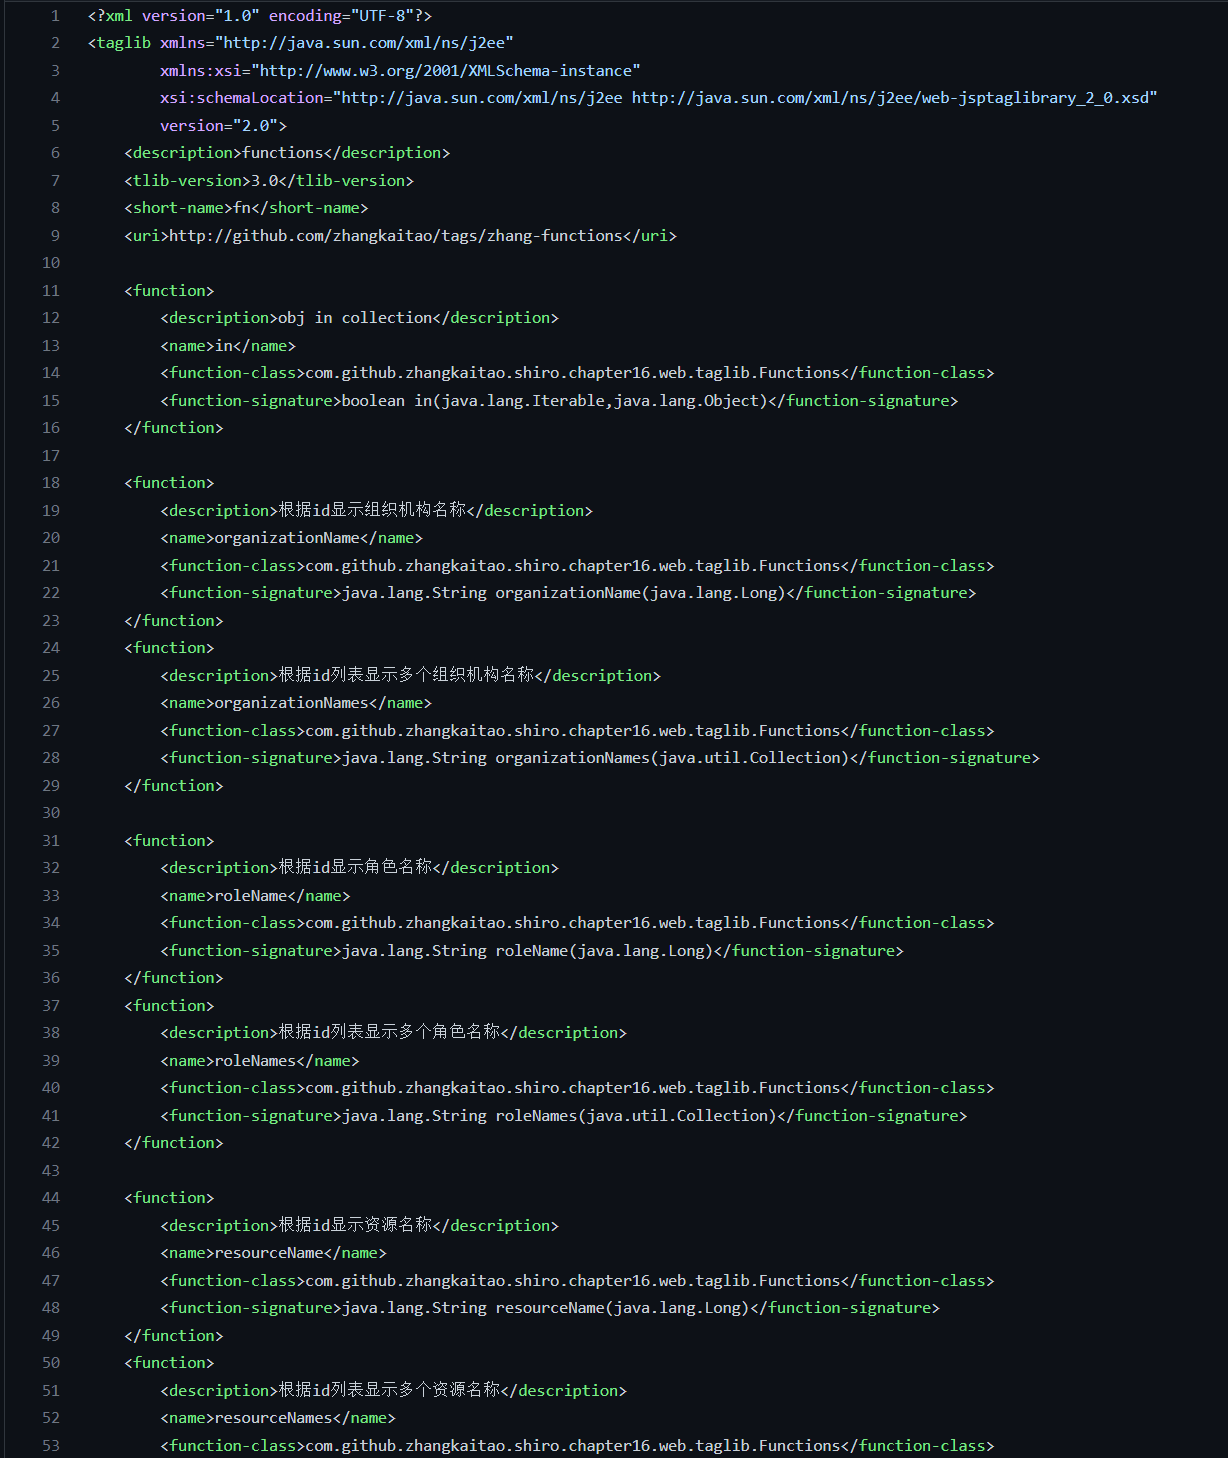 1 <?xml version="1.0" encoding="UTF-8"?>
2 <taglib xmlns="http://java.sun.com/xml/ns/j2ee"
3         xmlns:xsi="http://www.w3.org/2001/XMLSchema-instance"
4         xsi:schemaLocation="http://java.sun.com/xml/ns/j2ee http://java.sun.com/xml/ns/j2ee/web-jsptaglibrary_2_0.xsd"
5         version="2.0">
6     <description>functions</description>
7     <tlib-version>3.0</tlib-version>
8     <short-name>fn</short-name>
9     <uri>http://github.com/zhangkaitao/tags/zhang-functions</uri>
10
11     <function>
12         <description>obj in collection</description>
13         <name>in</name>
14         <function-class>com.github.zhangkaitao.shiro.chapter16.web.taglib.Functions</function-class>
15         <function-signature>boolean in(java.lang.Iterable,java.lang.Object)</function-signature>
16     </function>
17
18     <function>
19         <description>根据id显示组织机构名称</description>
20         <name>organizationName</name>
21         <function-class>com.github.zhangkaitao.shiro.chapter16.web.taglib.Functions</function-class>
22         <function-signature>java.lang.String organizationName(java.lang.Long)</function-signature>
23     </function>
24     <function>
25         <description>根据id列表显示多个组织机构名称</description>
26         <name>organizationNames</name>
27         <function-class>com.github.zhangkaitao.shiro.chapter16.web.taglib.Functions</function-class>
28         <function-signature>java.lang.String organizationNames(java.util.Collection)</function-signature>
29     </function>
30
31     <function>
32         <description>根据id显示角色名称</description>
33         <name>roleName</name>
34         <function-class>com.github.zhangkaitao.shiro.chapter16.web.taglib.Functions</function-class>
35         <function-signature>java.lang.String roleName(java.lang.Long)</function-signature>
36     </function>
37     <function>
38         <description>根据id列表显示多个角色名称</description>
39         <name>roleNames</name>
40         <function-class>com.github.zhangkaitao.shiro.chapter16.web.taglib.Functions</function-class>
41         <function-signature>java.lang.String roleNames(java.util.Collection)</function-signature>
42     </function>
43
44     <function>
45         <description>根据id显示资源名称</description>
46         <name>resourceName</name>
47         <function-class>com.github.zhangkaitao.shiro.chapter16.web.taglib.Functions</function-class>
48         <function-signature>java.lang.String resourceName(java.lang.Long)</function-signature>
49     </function>
50     <function>
51         <description>根据id列表显示多个资源名称</description>
52         <name>resourceNames</name>
53         <function-class>com.github.zhangkaitao.shiro.chapter16.web.taglib.Functions</function-class>